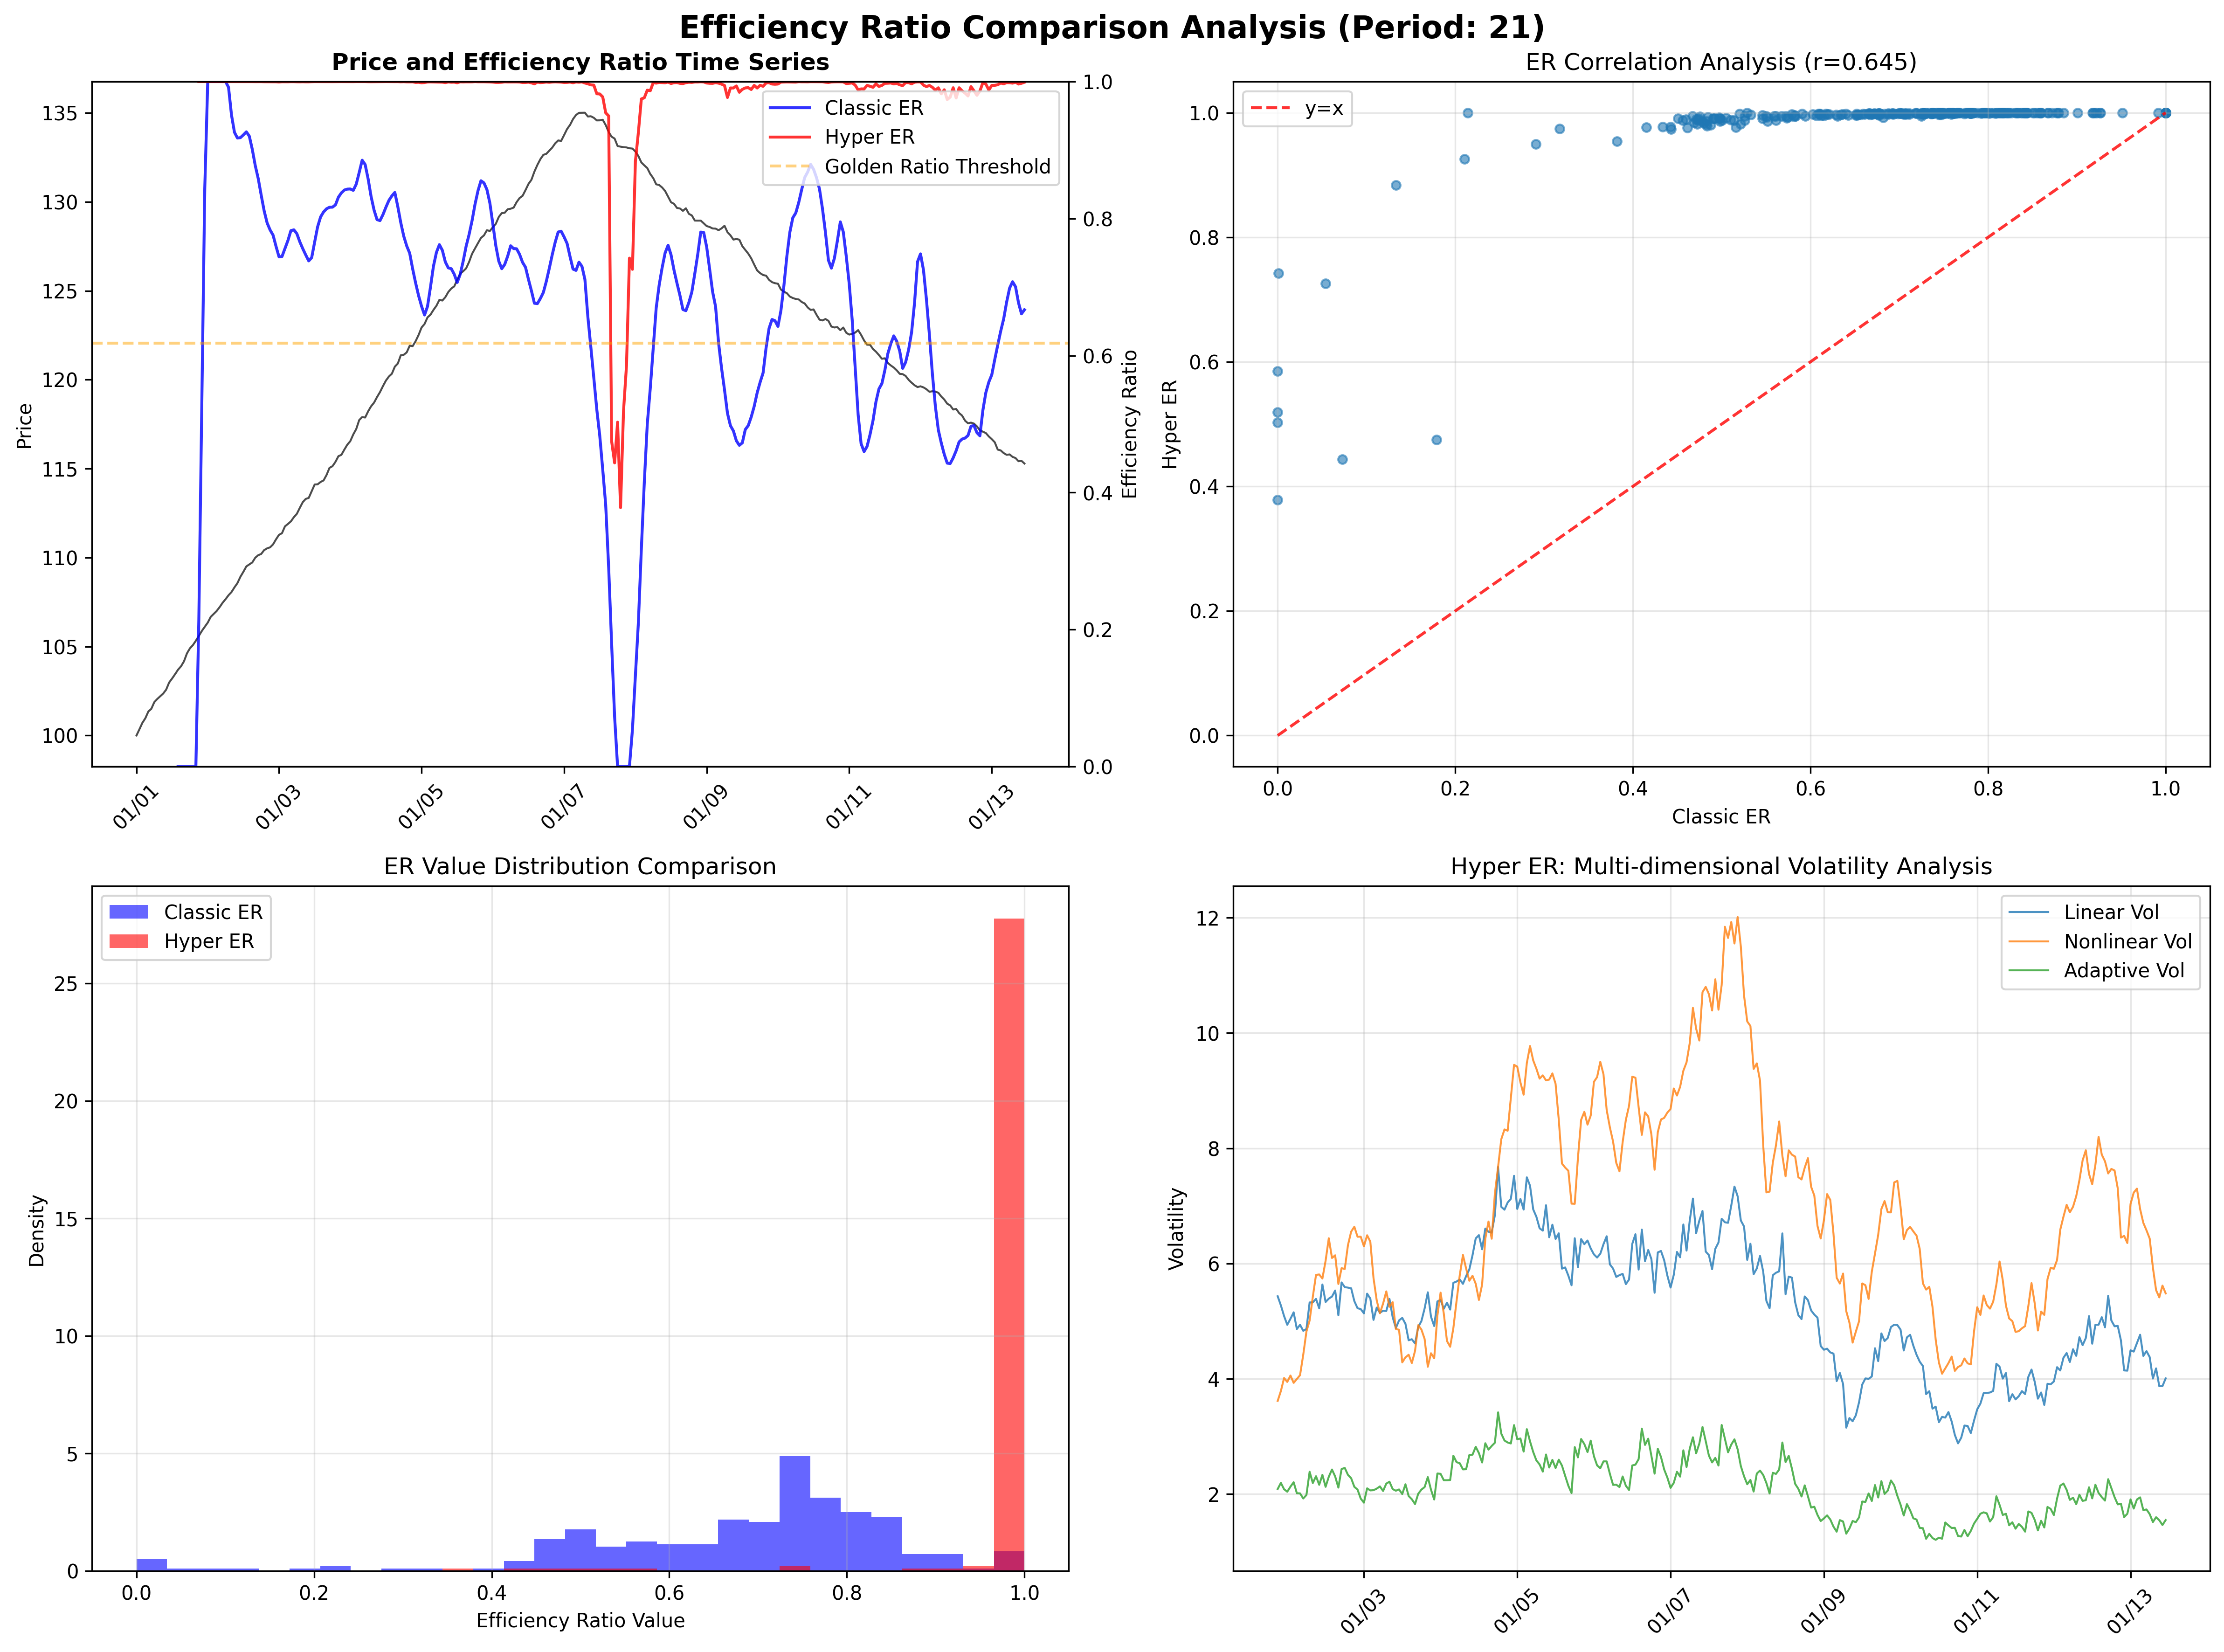 Efficiency Ratio Comparison Analysis (Period: 21)
Price and Efficiency Ratio Time Series
Classic ER
Hyper ER
Golden Ratio Threshold
135
130
125
120
115
110
105
100
Price
1.0
0.8
0.6
0.4
0.2
0.0
Efficiency Ratio
01/01
01/03
01/05
01/07
01/09
01/11
01/13
ER Correlation Analysis (r=0.645)
y=x
1.0
0.8
0.6
0.4
0.2
0.0
Hyper ER
0.0
0.2
0.4
0.6
0.8
1.0
Classic ER
ER Value Distribution Comparison
Classic ER
Hyper ER
25
20
15
10
5
0
Density
0.0
0.2
0.4
0.6
0.8
1.0
Efficiency Ratio Value
Hyper ER: Multi-dimensional Volatility Analysis
Linear Vol
Nonlinear Vol
Adaptive Vol
12
10
8
6
4
2
Volatility
01/03
01/05
01/07
01/09
01/11
01/13